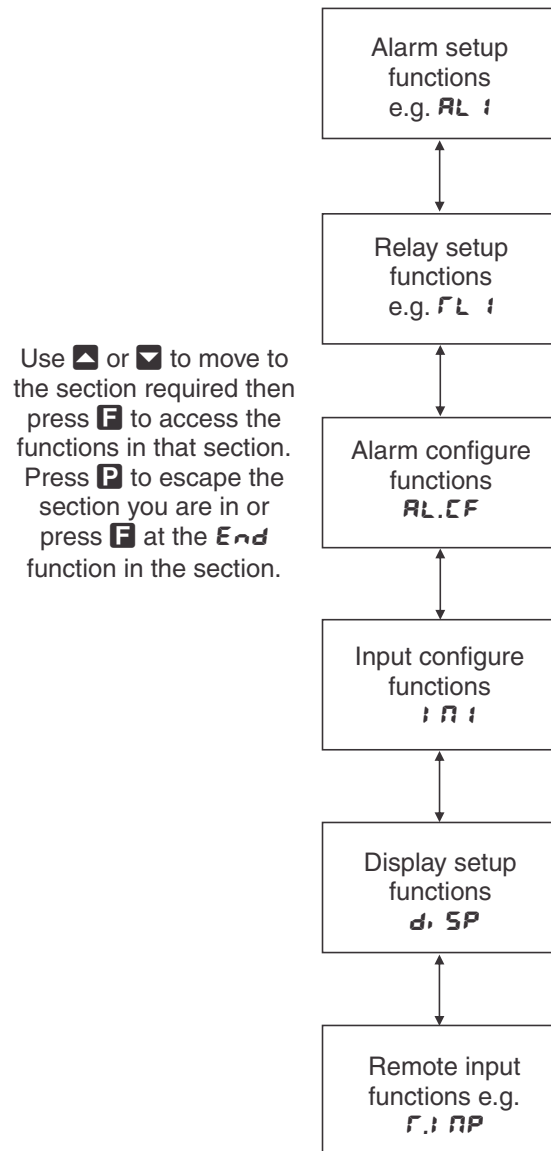 Alarm setup
functions
e.g. AL 1
Relay setup
functions
e.g. rL 1
Use ▲ or ▼ to move to
the section required then
press F to access the
functions in that section.
Press P to escape the
section you are in or
press F at the End
function in the section.
Alarm configure
functions
AL.CF
Input configure
functions
INP1
Display setup
functions
di SP
Remote input
functions e.g.
r.INP